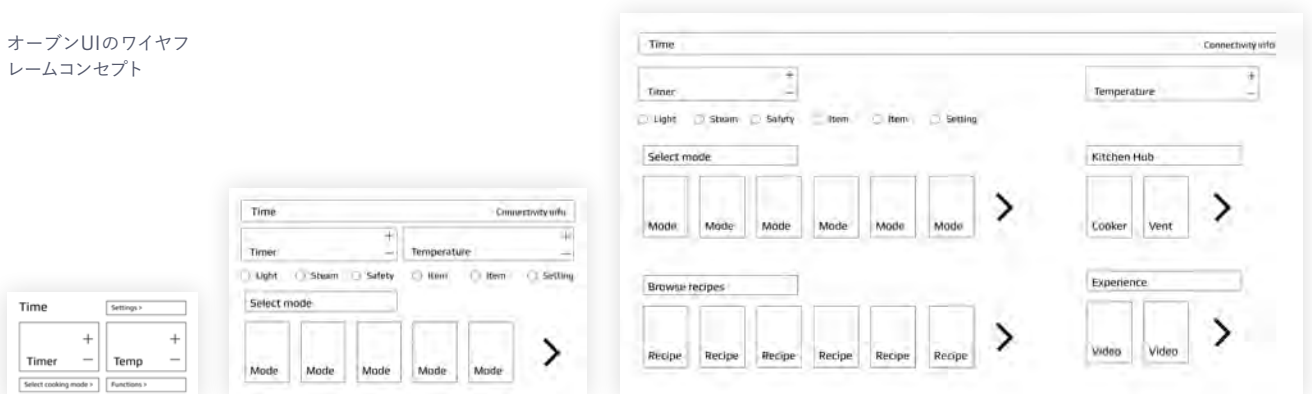 オーブンUIのワイヤフ
レームコンセプト
Time
Settings >
+ +
Timer — Temp —
Select cooking mode > Functions >
Time Connectivity info
+ +
Timer — Temperature —
Light Steam Safety Item Item Setting
Select mode
Mode Mode Mode Mode Mode
Time Connectivity info
+ +
Timer — Temperature —
Light Steam Safety Item Item Setting
Select mode Kitchen Hub
Mode Mode Mode Mode Mode Mode Cooker Vent
Browse recipes Experience
Recipe Recipe Recipe Recipe Recipe Recipe Video Video